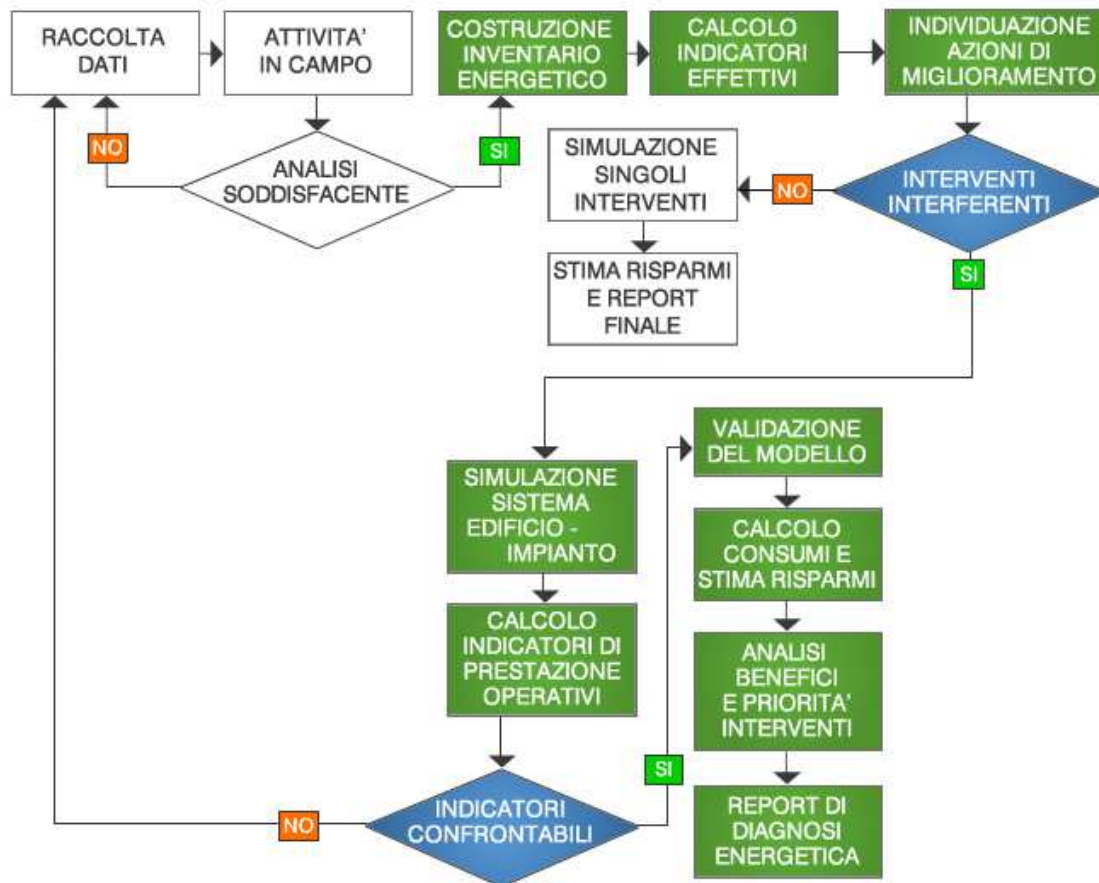 RACCOLTA
DATI
ATTIVITA'
IN CAMPO
COSTRUZIONE
INVENTARIO
ENERGETICO
CALCOLO
INDICATORI
EFFETTIVI
INDIVIDUAZIONE
AZIONI DI
MIGLIORAMENTO
NO
ANALISI
SODDISFACENTE
SI
SIMULAZIONE
SINGOLI
INTERVENTI
NO
INTERVENTI
INTERFERENTI
STIMA RISPARMI
E REPORT
FINALE
SI
SIMULAZIONE
SISTEMA
EDIFICIO -
IMPIANTO
VALIDAZIONE
DEL MODELLO
CALCOLO
CONSUMI E
STIMA RISPARMI
CALCOLO
INDICATORI DI
PRESTAZIONE
OPERATIVI
ANALISI
BENEFICI
E PRIORITA'
INTERVENTI
NO
INDICATORI
CONFRONTABILI
SI
REPORT DI
DIAGNOSI
ENERGETICA